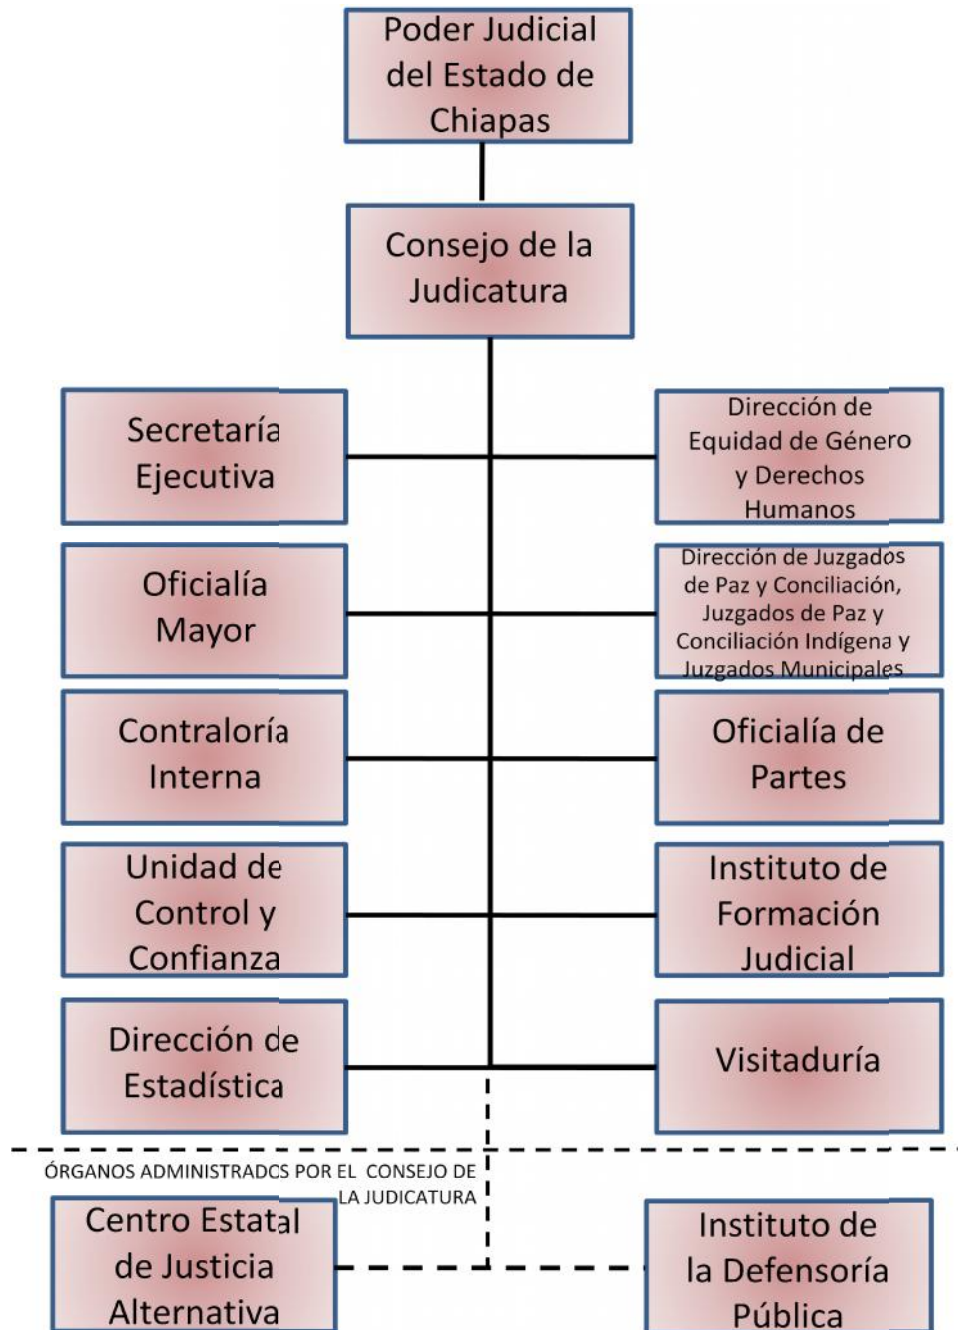 Poder Judicial
del Estado de
Chiapas
Consejo de la
Judicatura
Secretaría
Ejecutiva
Dirección de
Equidad de Género
y Derechos
Humanos
Oficialía
Mayor
Dirección de Juzgados
de Paz y Conciliación,
Juzgados de Paz y
Conciliación Indígena y
Juzgados Municipales
Contraloría
Interna
Oficialía de
Partes
Unidad de
Control y
Confianza
Instituto de
Formación
Judicial
Dirección de
Estadística
Visitaduría
ÓRGANOS ADMINISTRADOS POR EL CONSEJO DE
LA JUDICATURA
Centro Estatal
de Justicia
Alternativa
Instituto de
la Defensoría
Pública